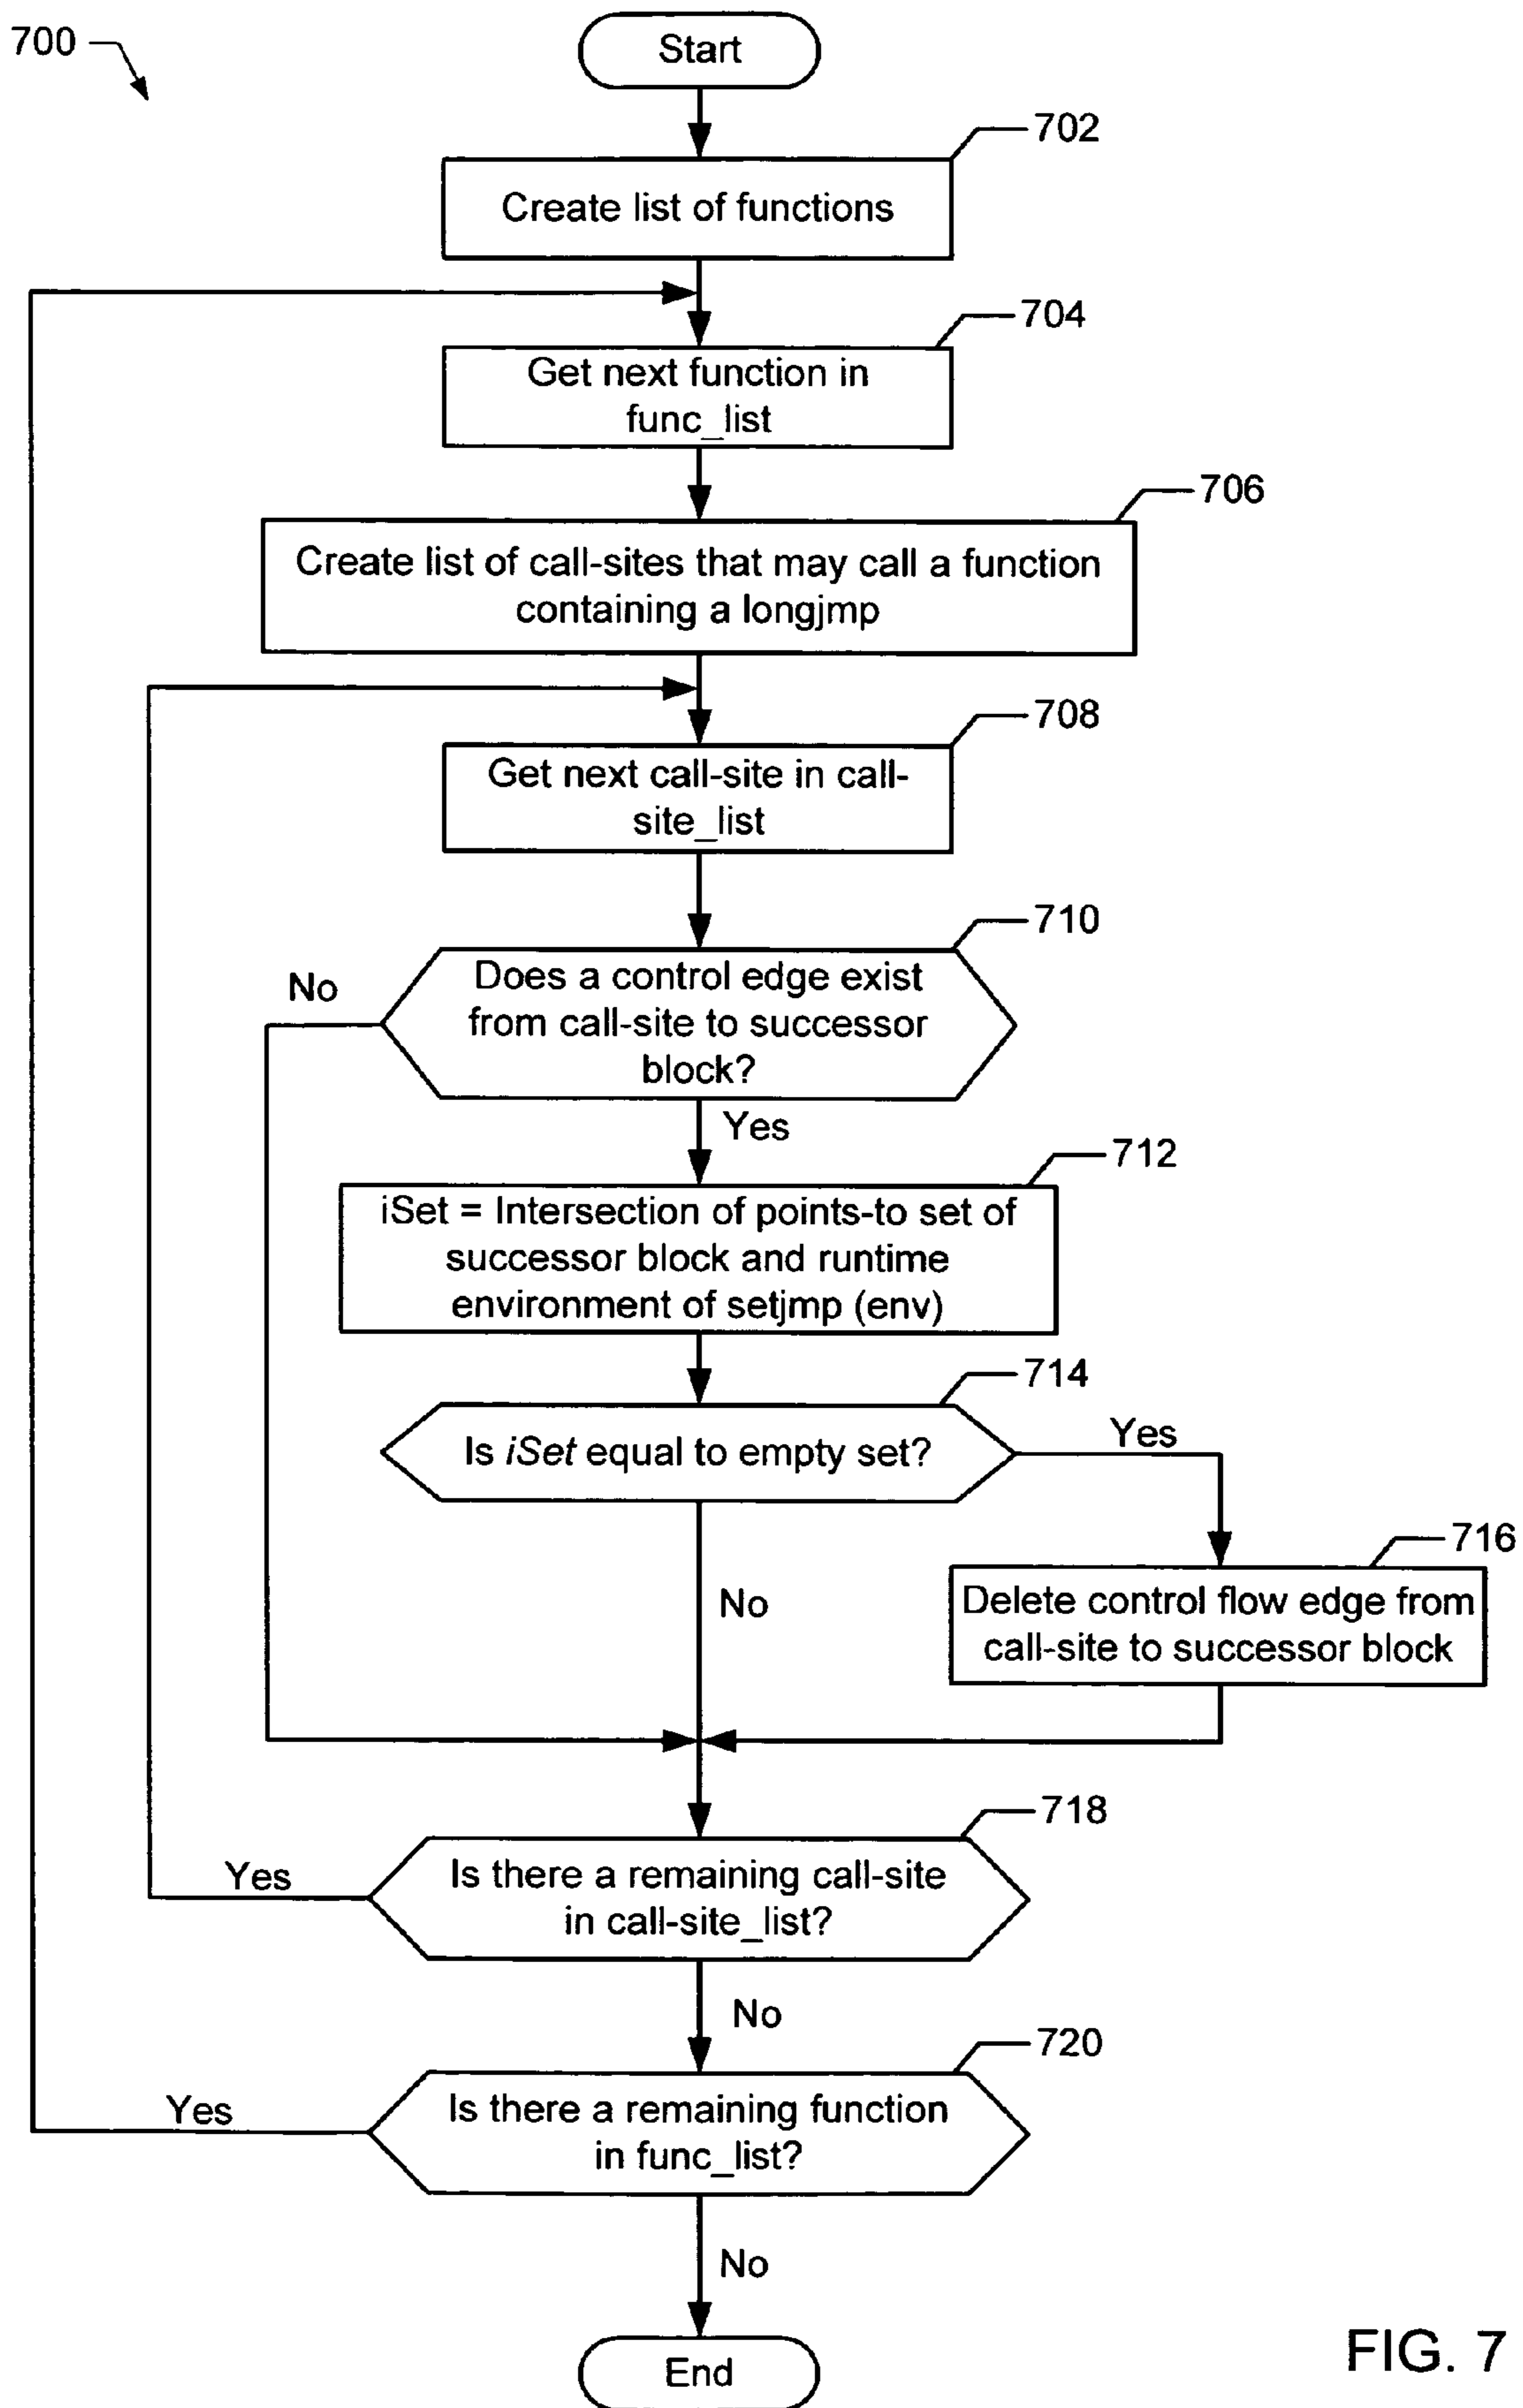 700
Start
702
Create list of functions
704
Get next function in
func_list
706
Create list of call-sites that may call a function
containing a longjmp
708
Get next call-site in call-
site_list
710
Does a control edge exist
from call-site to successor
block?
No
Yes
712
iSet = Intersection of points-to set of
successor block and runtime
environment of setjmp (env)
714
Is iSet equal to empty set?
Yes
716
Delete control flow edge from
call-site to successor block
No
718
Is there a remaining call-site
in call-site_list?
Yes
No
720
Is there a remaining function
in func_list?
Yes
No
End
FIG. 7